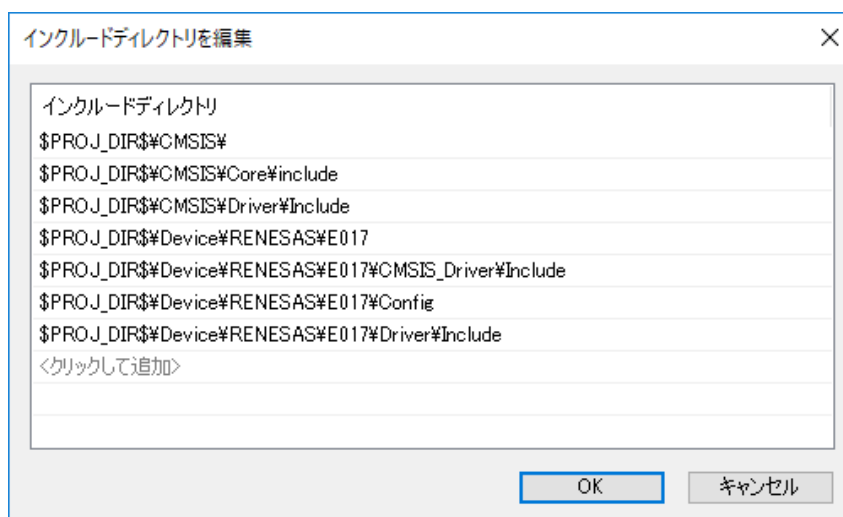 インクルードディレクトリを編集
インクルードディレクトリ
$PROJ_DIR$¥CMSIS¥
$PROJ_DIR$¥CMSIS¥Core¥include
$PROJ_DIR$¥CMSIS¥Driver¥Include
$PROJ_DIR$¥Device¥RENESAS¥E017
$PROJ_DIR$¥Device¥RENESAS¥E017¥CMSIS_Driver¥Include
$PROJ_DIR$¥Device¥RENESAS¥E017¥Config
$PROJ_DIR$¥Device¥RENESAS¥E017¥Driver¥Include
<クリックして追加>
OK キャンセル